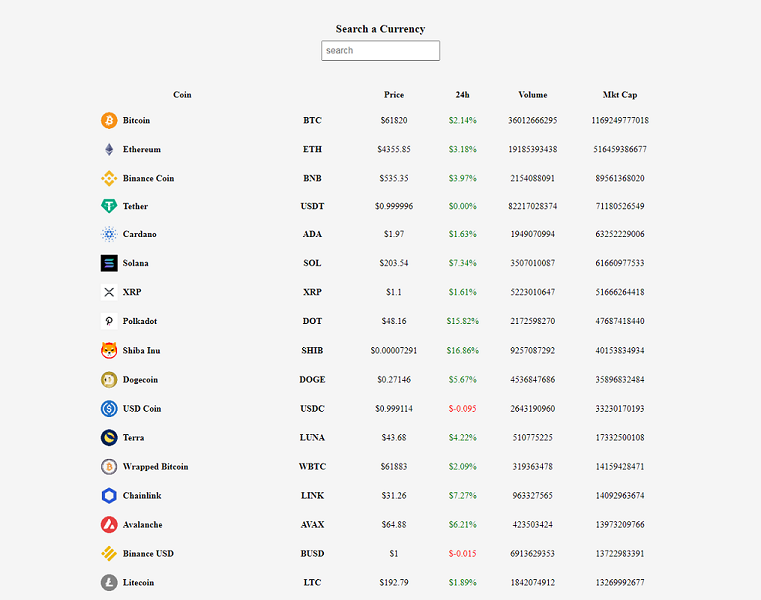 Search a Currency
search
Coin Price 24h Volume Mkt Cap
Bitcoin BTC $61820 $2.14% 36012666295 1169249777018
Ethereum ETH $4355.85 $3.18% 19185393438 516459386677
Binance Coin BNB $535.35 $3.97% 2154088091 89561368020
Tether USDT $0.999996 $0.00% 82217028374 71180526549
Cardano ADA $1.97 $1.63% 1949070994 63252229006
Solana SOL $203.54 $7.34% 3507010087 61660977533
XRP XRP $1.1 $1.61% 5223010647 51666264418
Polkadot DOT $48.16 $15.82% 2172598270 47687418440
Shiba Inu SHIB $0.00007291 $16.86% 9257087292 40153834934
Dogecoin DOGE $0.27146 $5.67% 4536847686 35896832484
USD Coin USDC $0.999114 $-0.095 2643190960 33230170193
Terra LUNA $43.68 $4.22% 510775225 17332500108
Wrapped Bitcoin WBTC $61883 $2.09% 319363478 14159428471
Chainlink LINK $31.26 $7.27% 963327565 14092963674
Avalanche AVAX $64.88 $6.21% 423503424 13973209766
Binance USD BUSD $1 $-0.015 6913629353 13722983391
Litecoin LTC $192.79 $1.89% 1842074912 13269992677